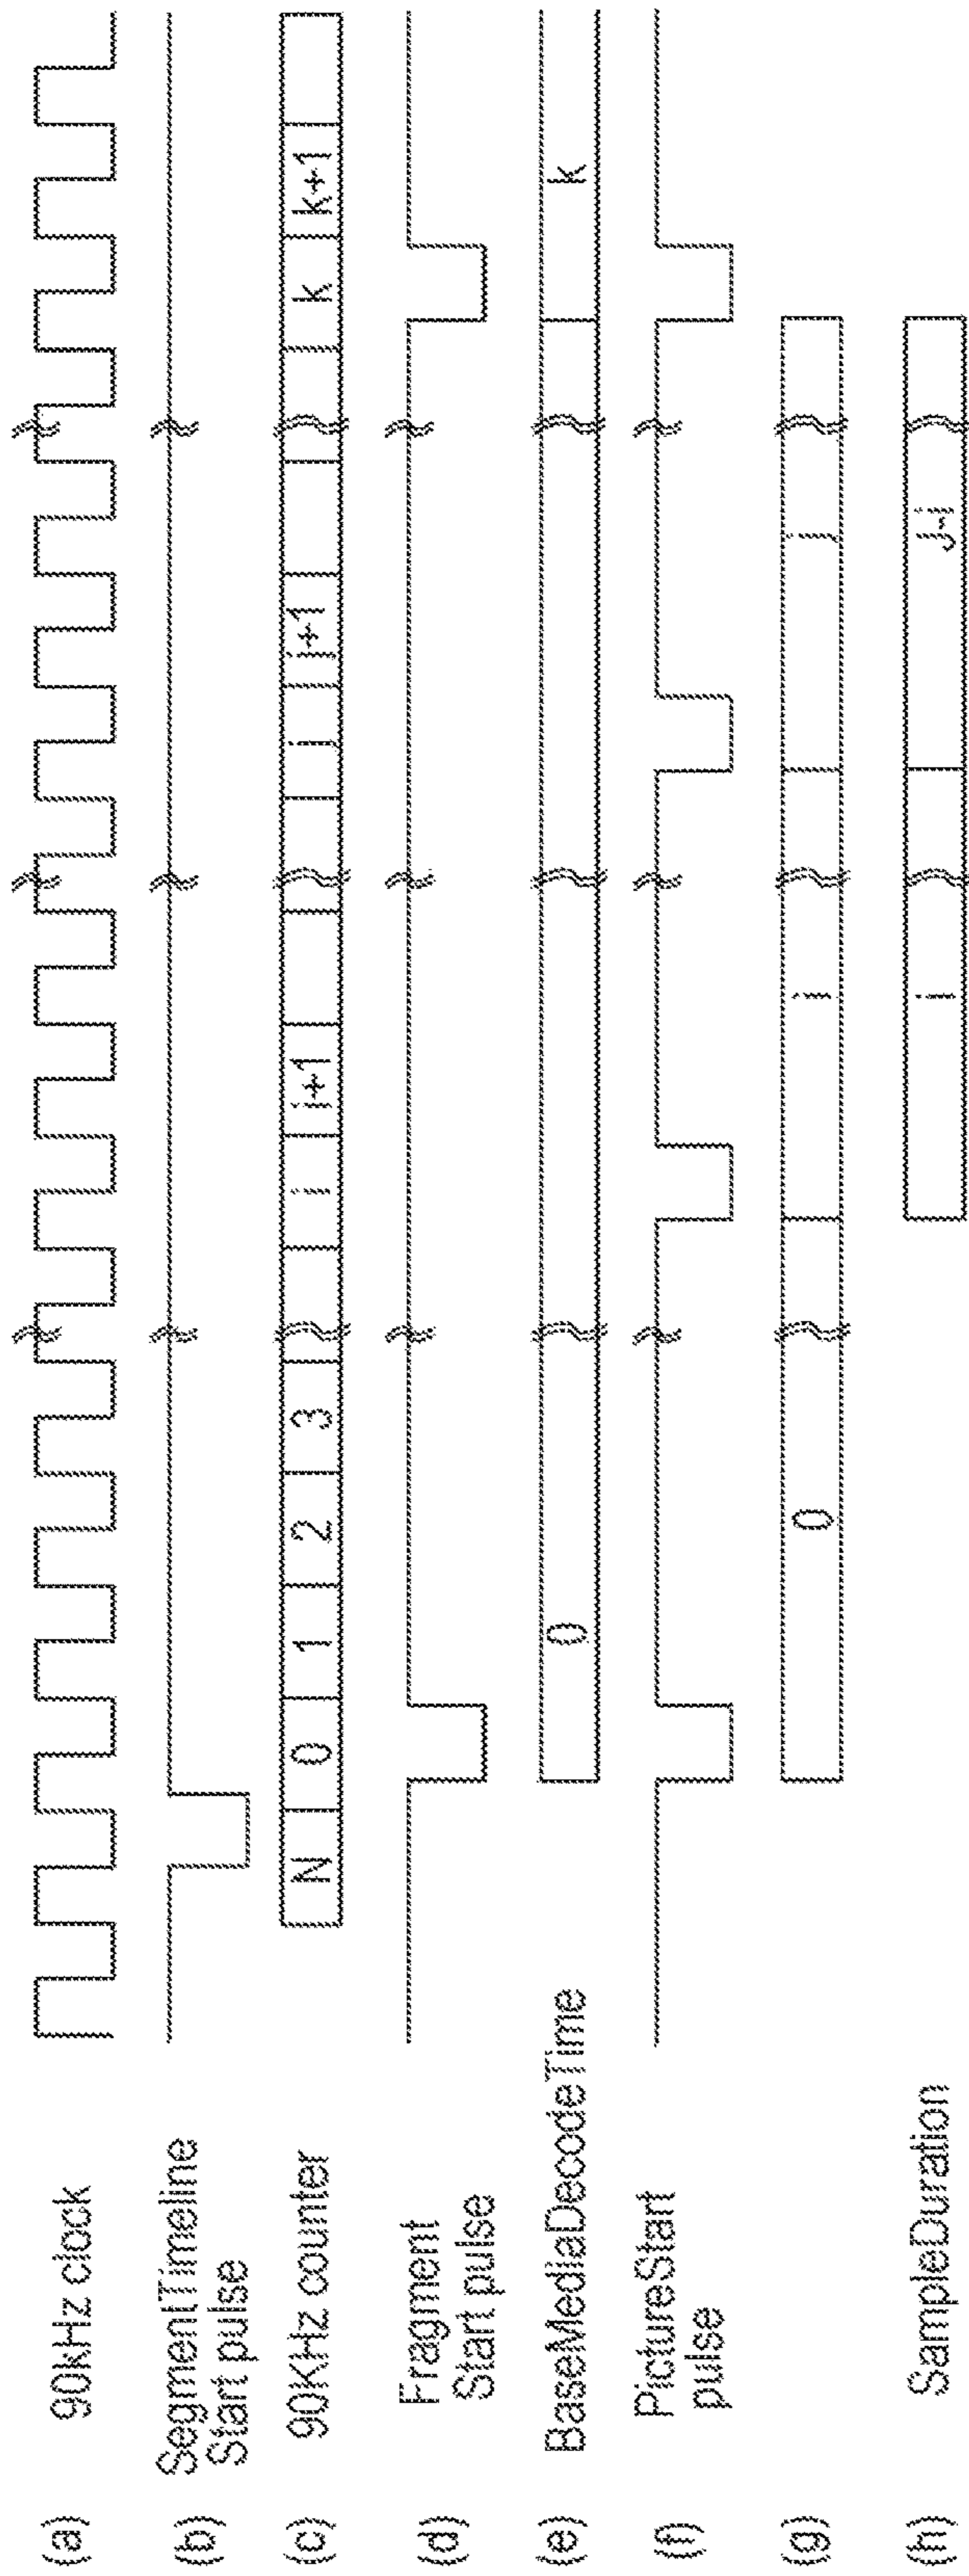 (a) 90kHz clock
(b) SegmentTimeline
Start pulse
(c) 90KHz counter N 0 1 2 3 i i+1 j j+1 k k+1
(d) Fragment
Start pulse
(e) BaseMediaDecodeTime 0 k
(f) PictureStart
pulse
(g) 0 i j
(h) SampleDuration i j-i